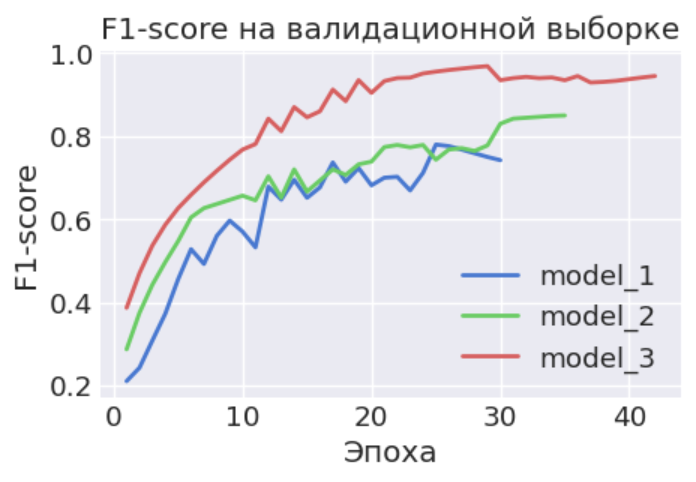 F1-score на валидационной выборке
1.0
0.8
0.6
0.4
0.2
F1-score
0 10 20 30 40
Эпоха
model_1
model_2
model_3